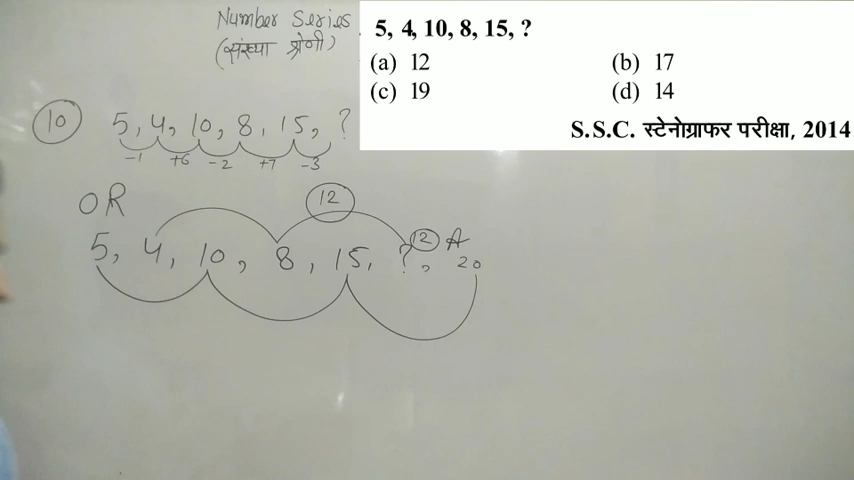 Number Series
(संख्या श्रेणी)
5, 4, 10, 8, 15, ?
(a) 12 (b) 17
(c) 19 (d) 14
S.S.C. स्टेनोग्राफर परीक्षा, 2014
10 5, 4, 10, 8, 15, ?
-1 +6 -2 +7 -3
OR 12
5, 4, 10, 8, 15, ?, 12 A
20